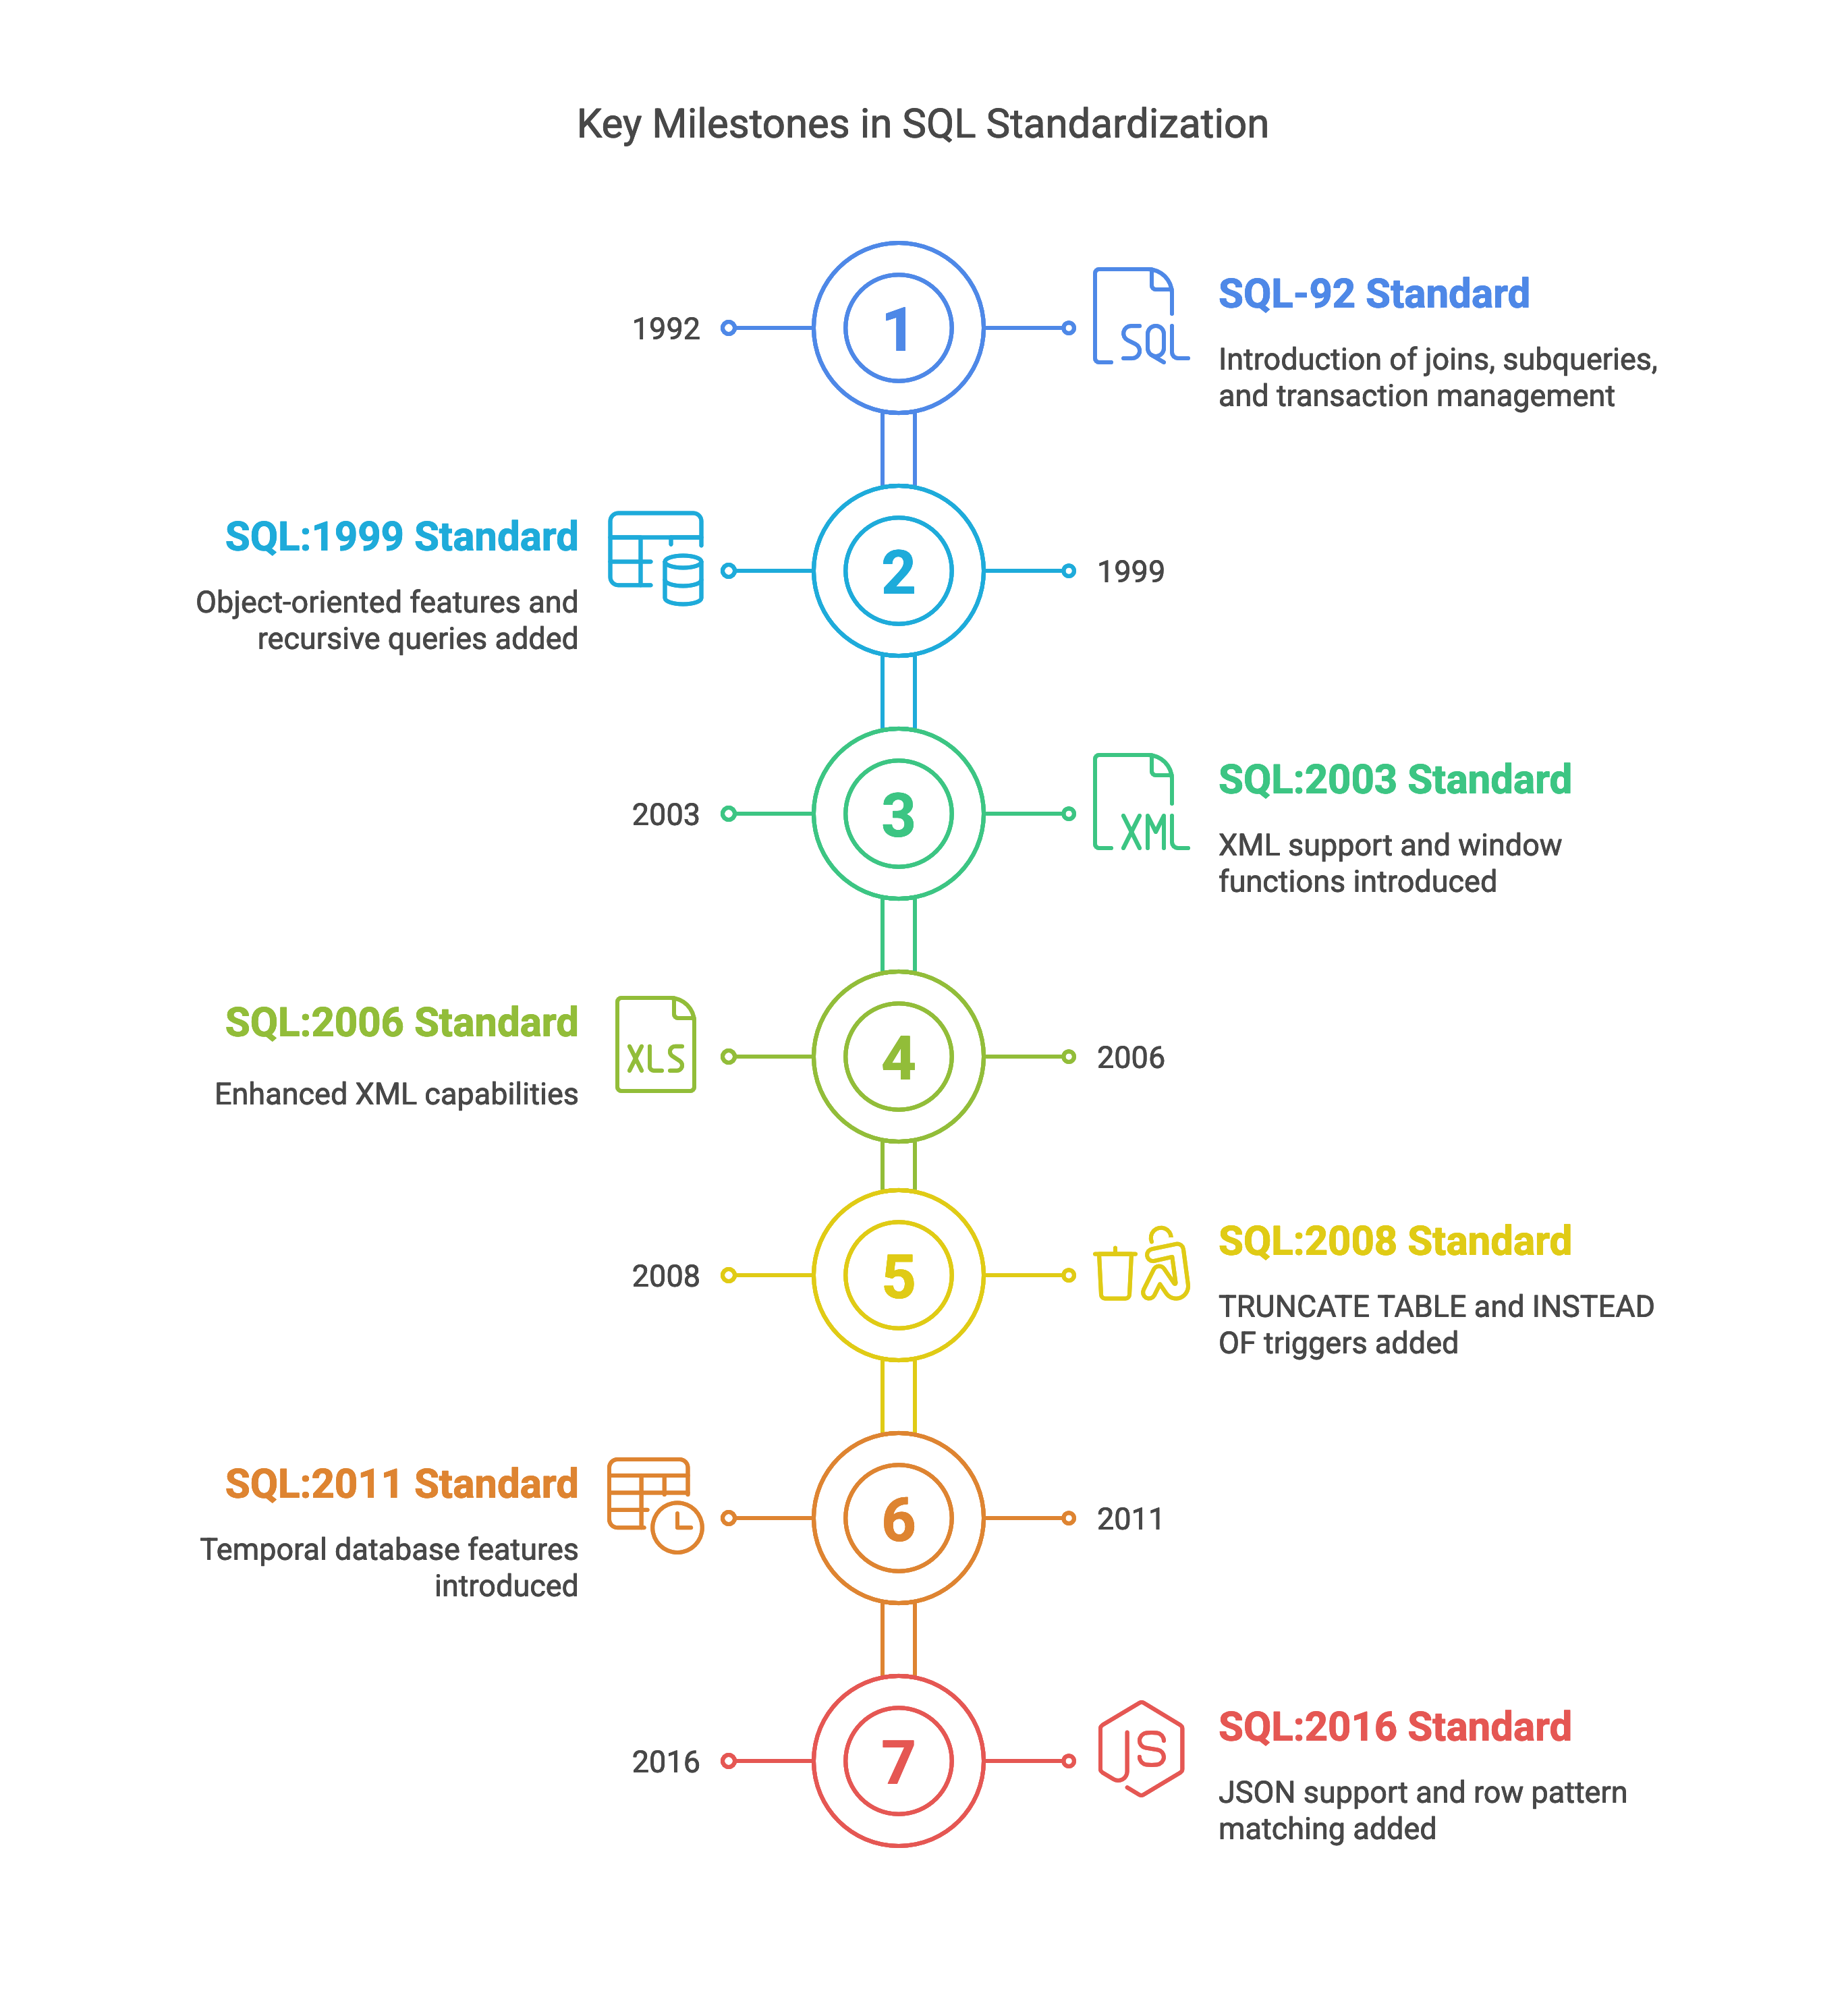 Key Milestones in SQL Standardization
1992
1
SQL
SQL-92 Standard
Introduction of joins, subqueries,
and transaction management
SQL:1999 Standard
Object-oriented features and
recursive queries added
2
1999
2003
3
XML
SQL:2003 Standard
XML support and window
functions introduced
SQL:2006 Standard
Enhanced XML capabilities
XLS
4
2006
2008
5
SQL:2008 Standard
TRUNCATE TABLE and INSTEAD
OF triggers added
SQL:2011 Standard
Temporal database features
introduced
6
2011
2016
7
JS
SQL:2016 Standard
JSON support and row pattern
matching added